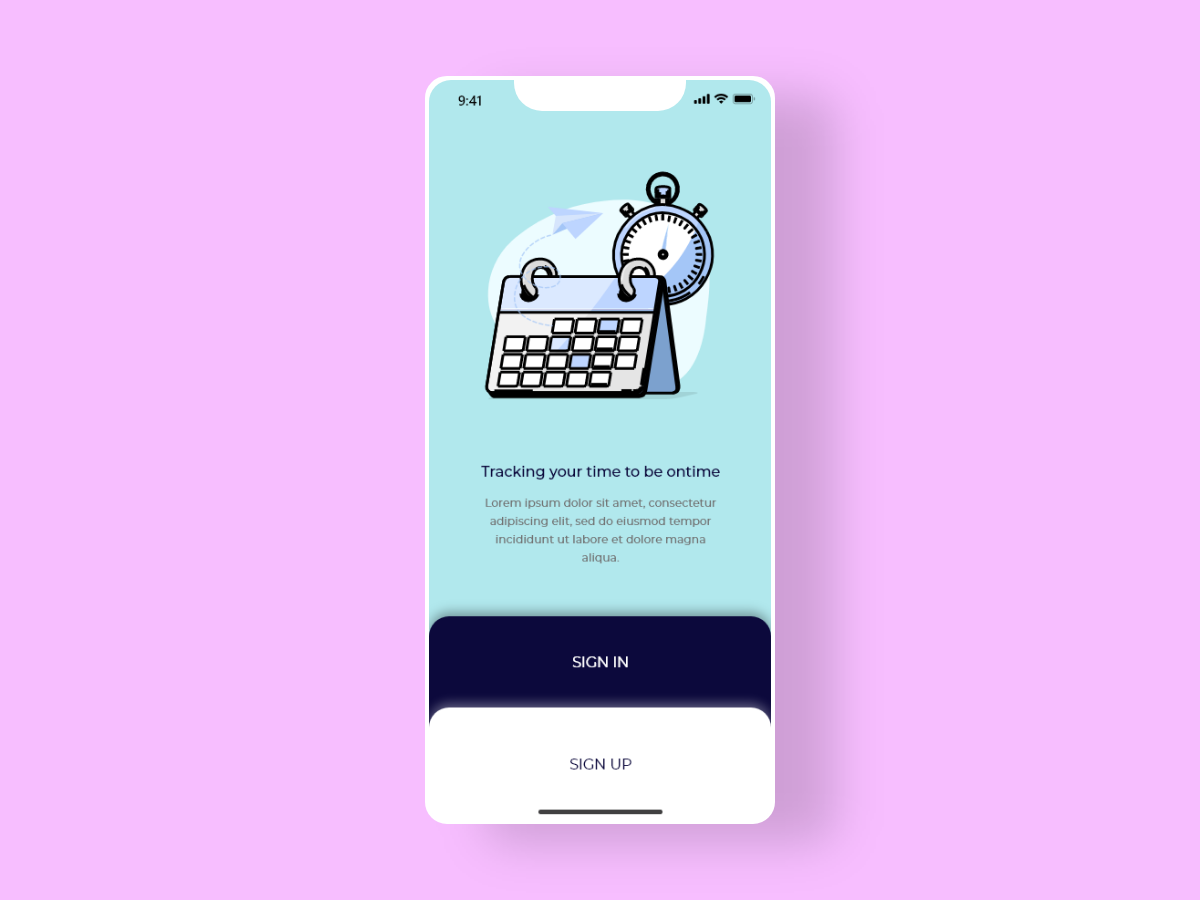 9:41
Tracking your time to be ontime
Lorem ipsum dolor sit amet, consectetur
adipiscing elit, sed do eiusmod tempor
incididunt ut labore et dolore magna
aliqua.
SIGN IN
SIGN UP